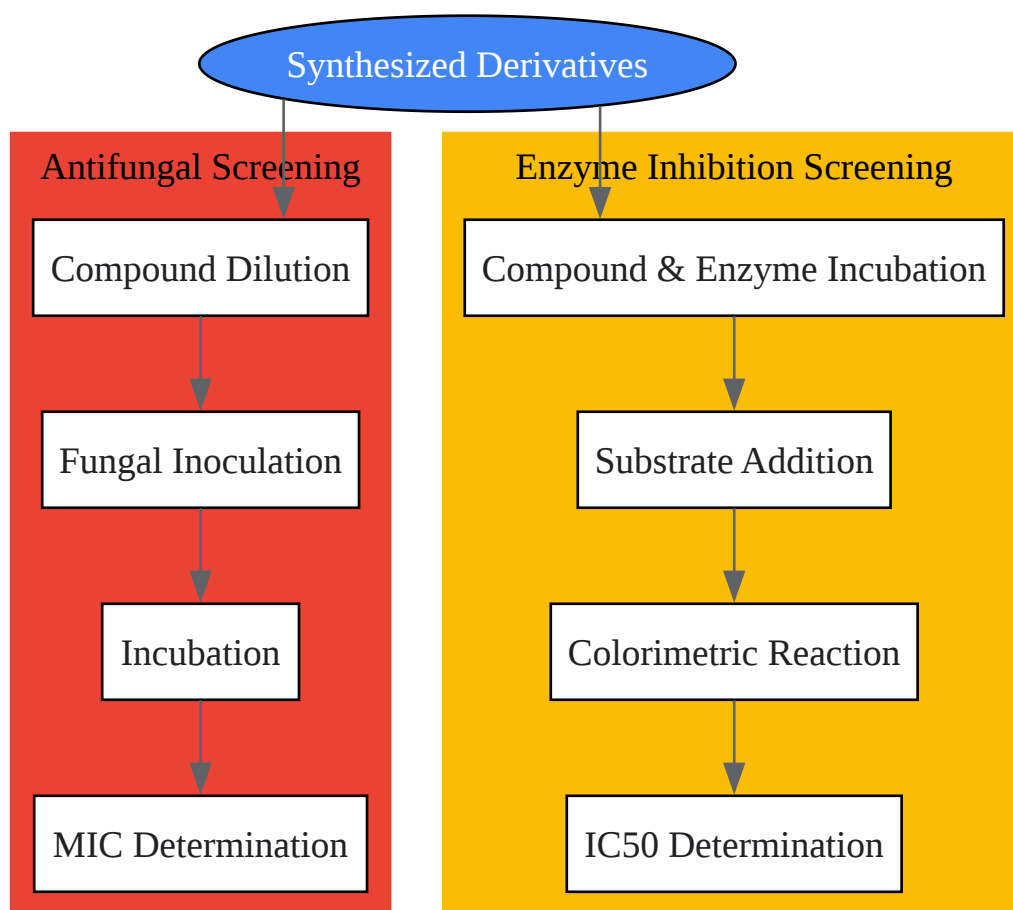 Synthesized Derivatives
Antifungal Screening
Compound Dilution
Fungal Inoculation
Incubation
MIC Determination
Enzyme Inhibition Screening
Compound & Enzyme Incubation
Substrate Addition
Colorimetric Reaction
IC50 Determination